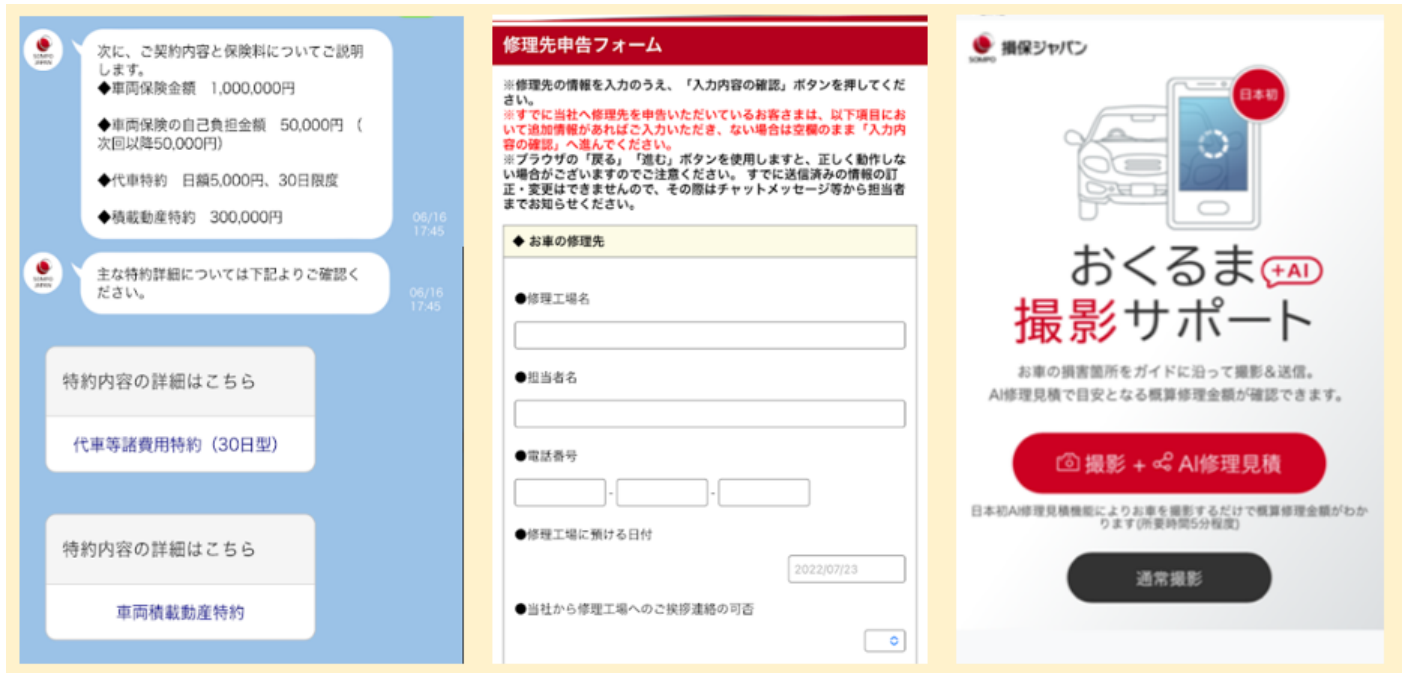 次に、ご契約内容と保険料についてご説明
します。
◆車両保険金額 1,000,000円
◆車両保険の自己負担金額 50,000円 (
次回以降50,000円)
◆代車特約 日額5,000円、30日限度
◆積載動産特約 300,000円
06/16
17:45
主な特約詳細については下記よりご確認く
ださい。
06/16
17:45
特約内容の詳細はこちら
代車等諸費用特約（30日型）
特約内容の詳細はこちら
車両積載動産特約
修理先申告フォーム
※修理先の情報を入力のうえ、「入力内容の確認」ボタンを押してくだ
さい。
※すでに当社へ修理先を申告いただいているお客さまは、以下項目にお
いて追加情報があればご入力いただき、ない場合は空欄のまま「入力内
容の確認」へ進んでください。
※ブラウザの「戻る」「進む」ボタンを使用しますと、正しく動作しな
い場合がございますのでご注意ください。 すでに送信済みの情報の訂
正・変更はできませんので、その際はチャットメッセージ等から担当者
までお知らせください。
◆ お車の修理先
●修理工場名
●担当者名
●電話番号
- -
●修理工場に預ける日付
2022/07/23
●当社から修理工場へのご挨拶連絡の可否
SOMPO
損保ジャパン
日本初
おくるま +AI
撮影サポート
お車の損害箇所をガイドに沿って撮影&送信。
AI修理見積で目安となる概算修理金額が確認できます。
撮影 + AI修理見積
日本初AI修理見積機能によりお車を撮影するだけで概算修理金額がわか
ります(所要時間5分程度)
通常撮影